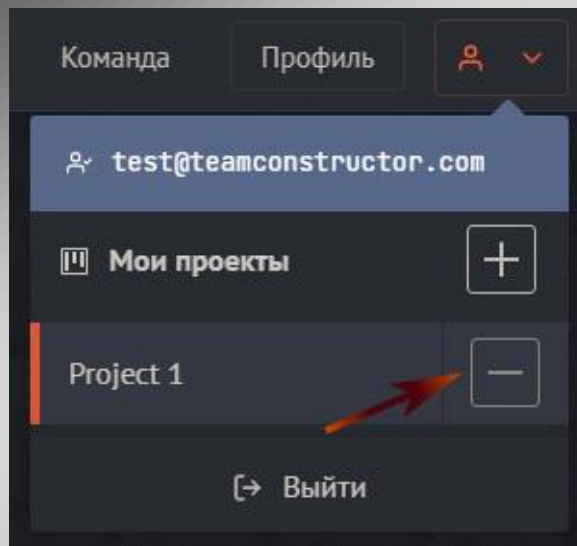 Команда Профиль
test@teamconstructor.com
Мои проекты
Project 1
Выйти